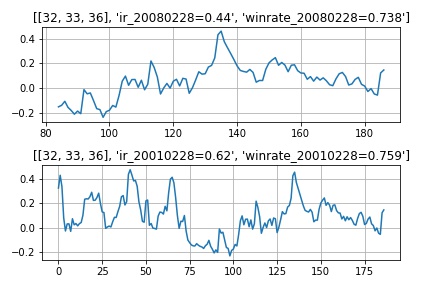 [[32, 33, 36], 'ir_20080228=0.44', 'winrate_20080228=0.738']
0.4
0.2
0.0
−0.2
80 100 120 140 160 180
[[32, 33, 36], 'ir_20010228=0.62', 'winrate_20010228=0.759']
0.4
0.2
0.0
−0.2
0 25 50 75 100 125 150 175